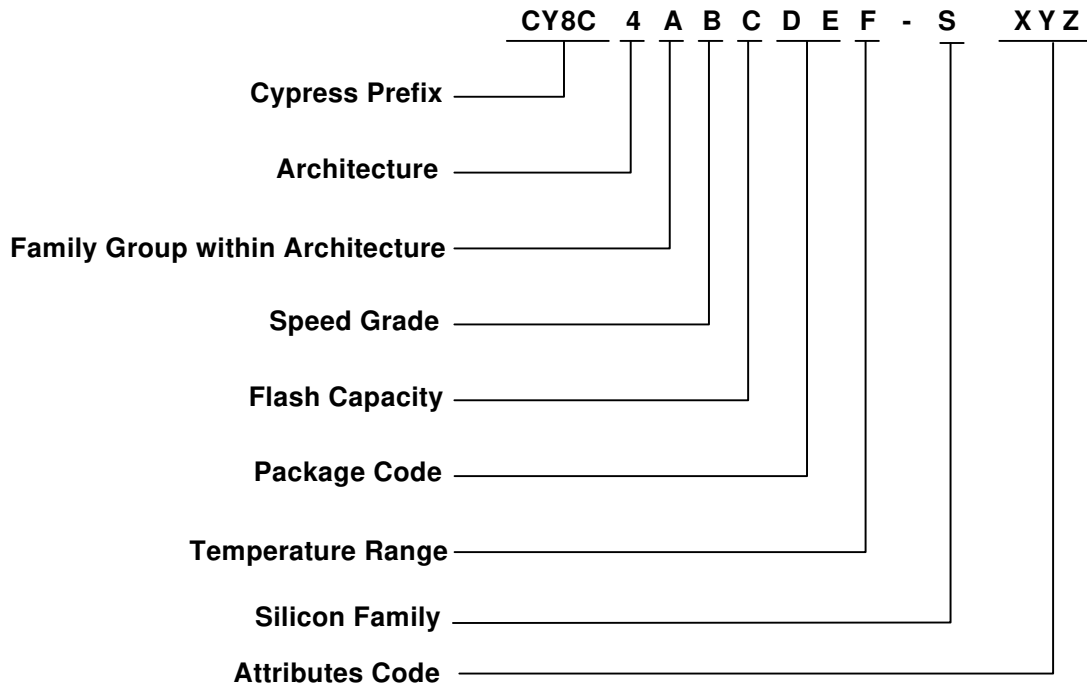 CY8C 4 A B C D E F - S X Y Z
Cypress Prefix
Architecture
Family Group within Architecture
Speed Grade
Flash Capacity
Package Code
Temperature Range
Silicon Family
Attributes Code